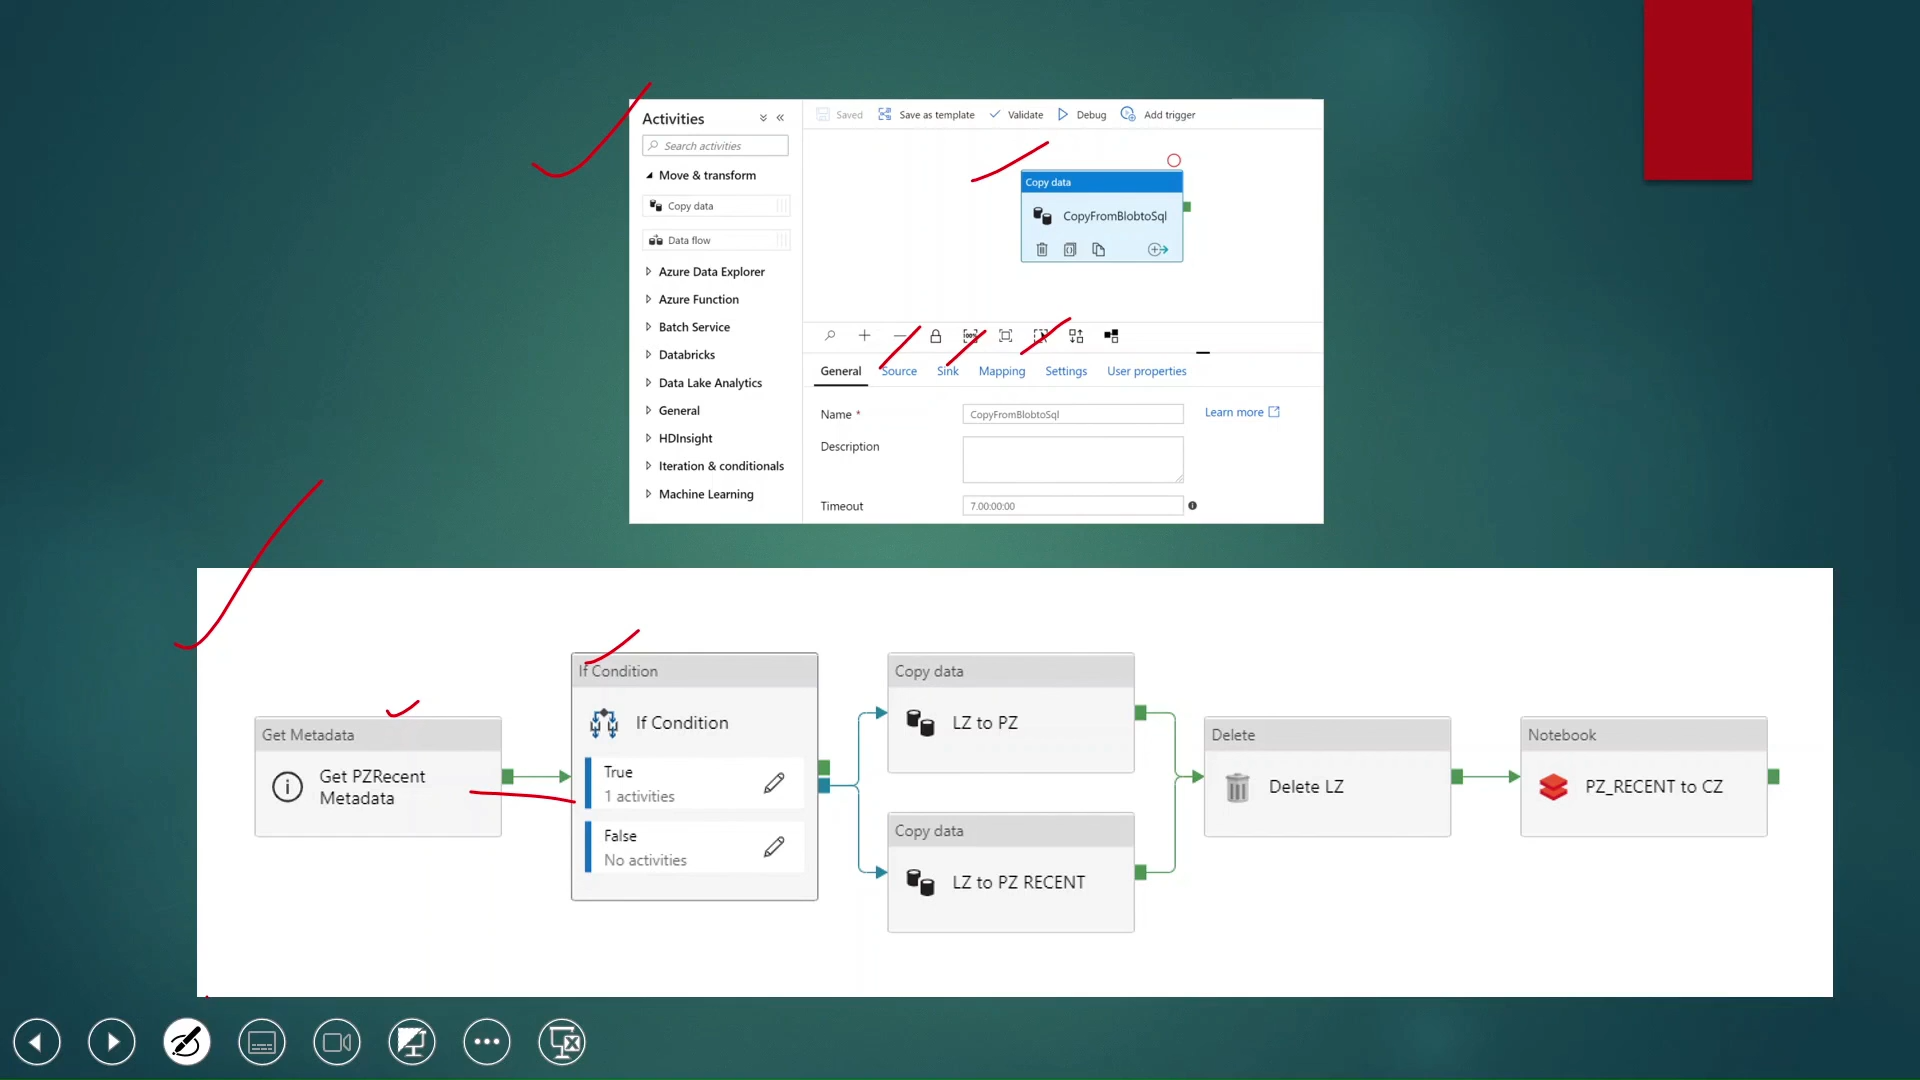 Activities
Search activities
Move & transform
Copy data
Data flow
Azure Data Explorer
Azure Function
Batch Service
Databricks
Data Lake Analytics
General
HDInsight
Iteration & conditionals
Machine Learning
Saved
Save as template
Validate
Debug
Add trigger
Copy data
CopyFromBlobtoSql
General
Source
Sink
Mapping
Settings
User properties
Name *
CopyFromBlobtoSql
Learn more
Description
Timeout
7.00:00:00
Get Metadata
Get PZRecent
Metadata
If Condition
If Condition
True
1 activities
False
No activities
Copy data
LZ to PZ
Copy data
LZ to PZ RECENT
Delete
Delete LZ
Notebook
PZ_RECENT to CZ